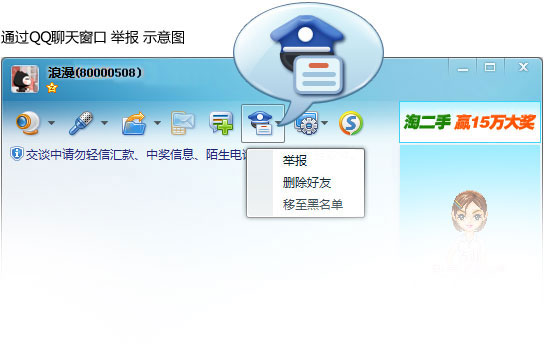 通过QQ聊天窗口 举报 示意图
浪漫(80000508)
淘二手 赢15万大奖
交谈中请勿轻信汇款、中奖信息、陌生电
举报
删除好友
移至黑名单